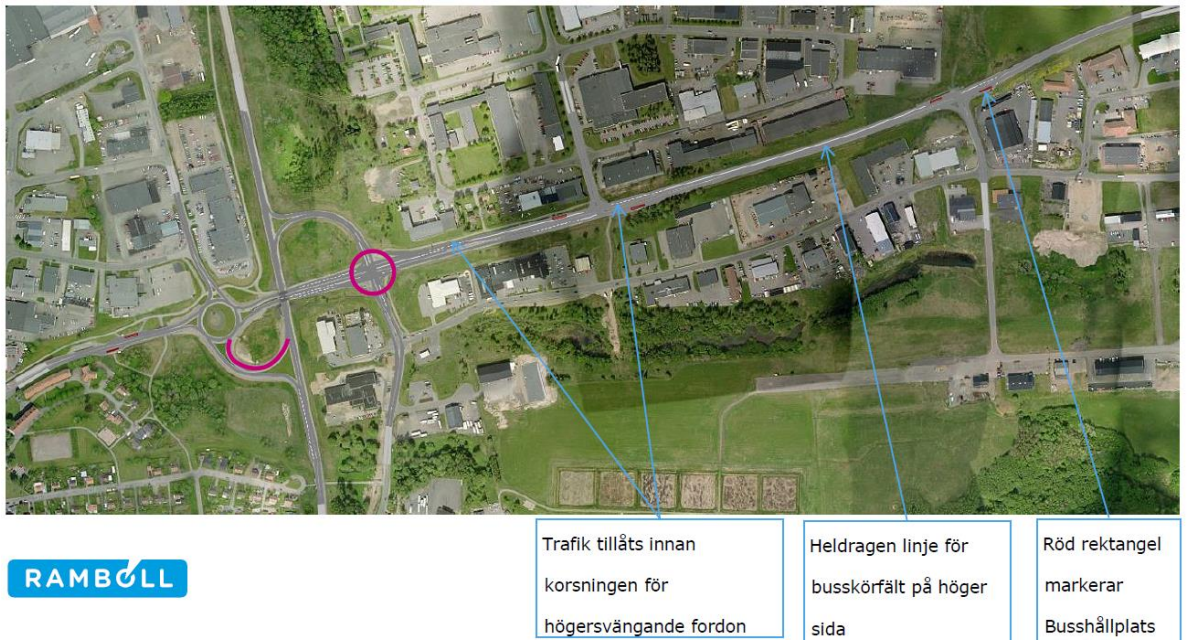 Trafik tillåts innan
korsningen för
högersvängande fordon
Heldragen linje för
busskörfält på höger
sida
Röd rektangel
markerar
Busshållplats
RAMBOLL